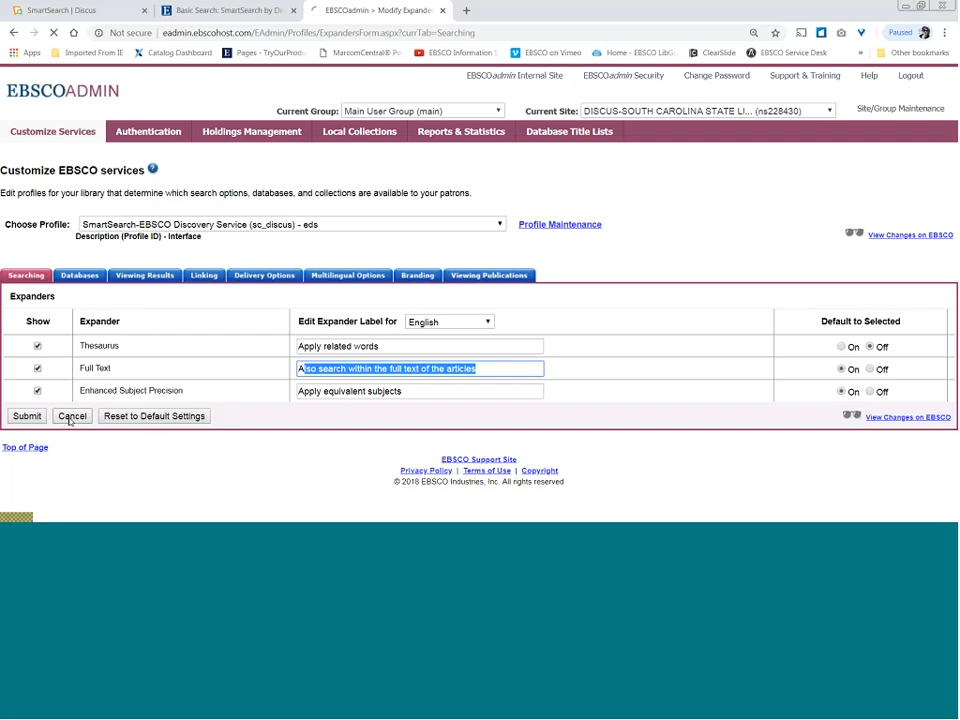 SmartSearch | Discus
Basic Search: SmartSearch by Di
EBSCOadmin > Modify Expander
Not secure | eadmin.ebscohost.com/EAdmin/Profiles/ExpandersForm.aspx?currTab=Searching
Paused
Apps
Imported From IE
Catalog Dashboard
Pages - TryOurProdu
MarcomCentral® Po
EBSCO Information S
EBSCO on Vimeo
Home - EBSCO LibG
ClearSlide
EBSCO Service Desk
»
Other bookmarks
EBSCOadmin Internal Site
EBSCOadmin Security
Change Password
Support & Training
Help
Logout
EBSCOADMIN
Current Group: Main User Group (main)
Current Site: DISCUS-SOUTH CAROLINA STATE LI... (ns228430)
Site/Group Maintenance
Customize Services
Authentication
Holdings Management
Local Collections
Reports & Statistics
Database Title Lists
Customize EBSCO services
Edit profiles for your library that determine which search options, databases, and collections are available to your patrons.
Choose Profile: SmartSearch-EBSCO Discovery Service (sc_discus) - eds
Profile Maintenance
Description (Profile ID) - Interface
View Changes on EBSCO
Searching
Databases
Viewing Results
Linking
Delivery Options
Multilingual Options
Branding
Viewing Publications
Expanders
Show
Expander
Edit Expander Label for English
Default to Selected
Thesaurus
Apply related words
On Off
Full Text
Also search within the full text of the articles
On Off
Enhanced Subject Precision
Apply equivalent subjects
On Off
Submit
Cancel
Reset to Default Settings
View Changes on EBSCO
Top of Page
EBSCO Support Site
Privacy Policy | Terms of Use | Copyright
© 2018 EBSCO Industries, Inc. All rights reserved